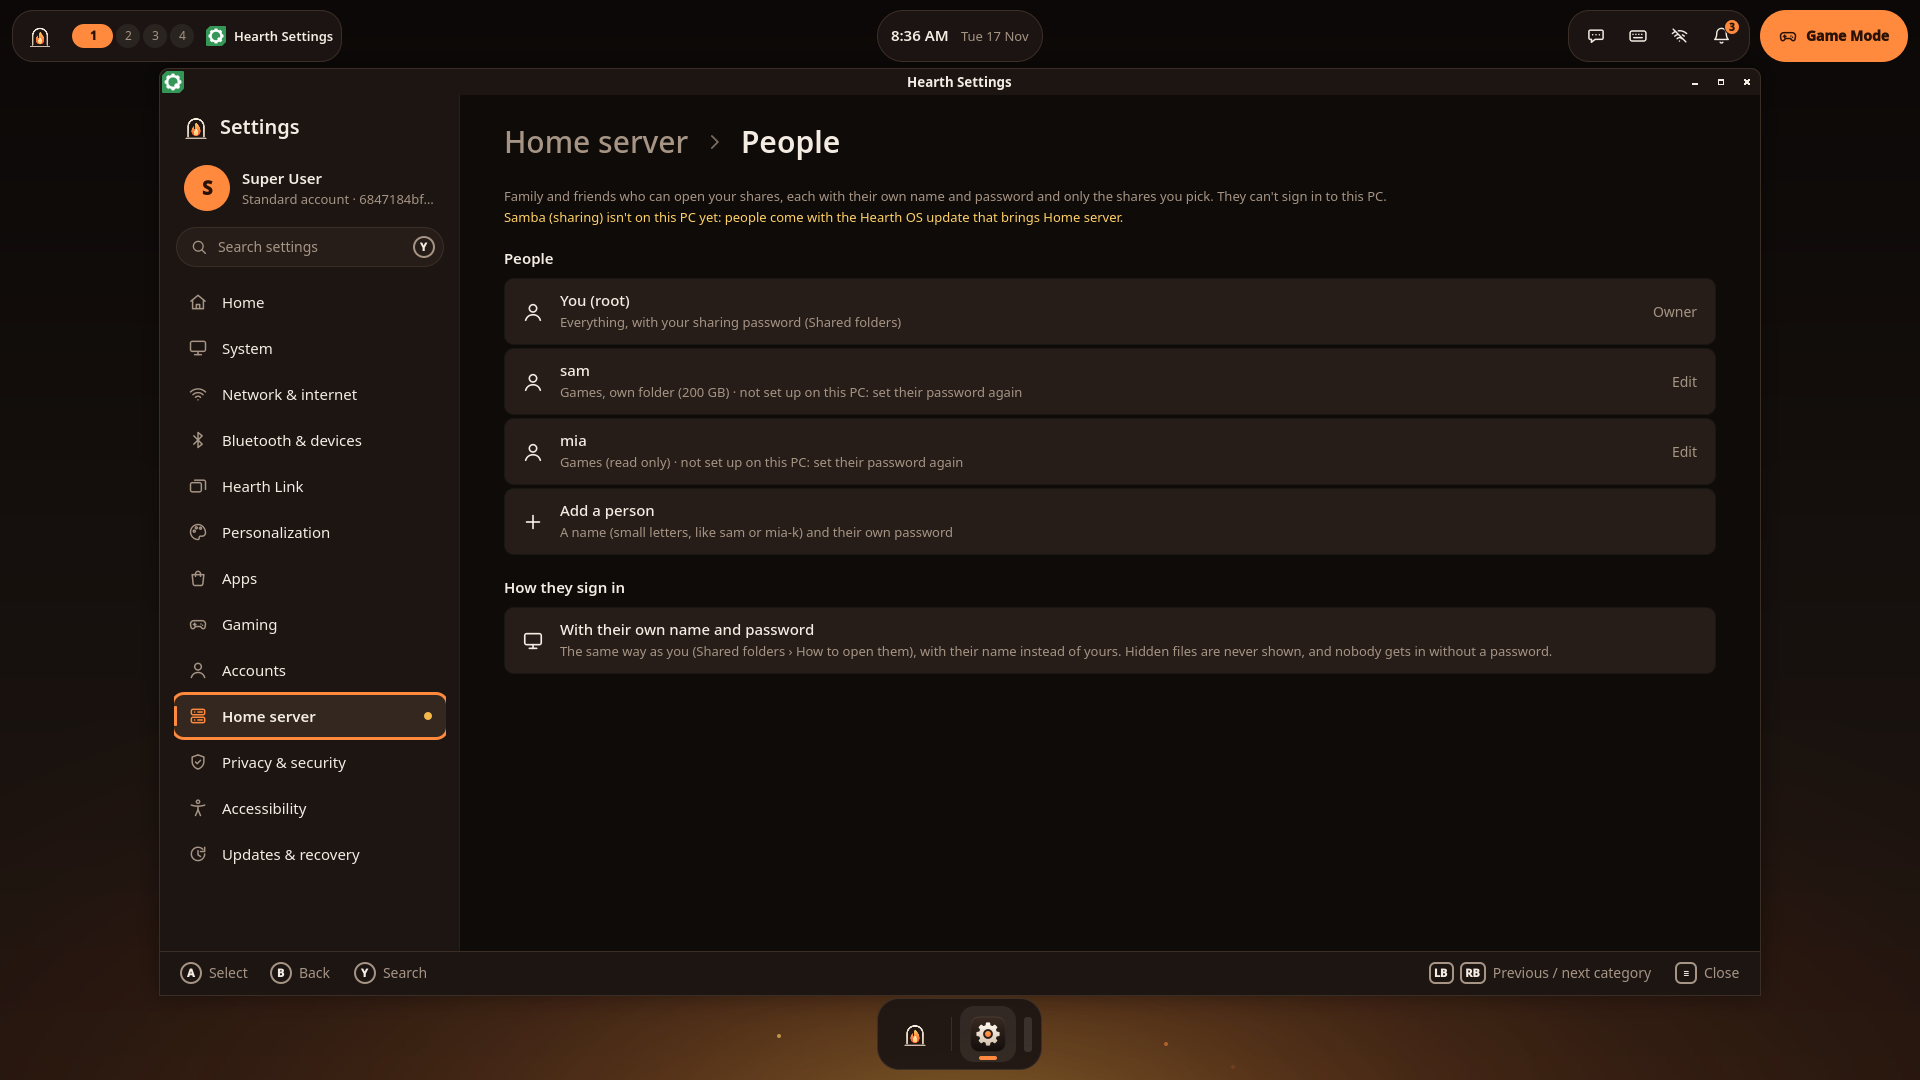 1 2 3 4 Hearth Settings
8:36 AM Tue 17 Nov
3
Game Mode
Hearth Settings
Settings
S
Super User
Standard account · 6847184bf...
Search settings Y
Home
System
Network & internet
Bluetooth & devices
Hearth Link
Personalization
Apps
Gaming
Accounts
Home server
Privacy & security
Accessibility
Updates & recovery
Home server > People
Family and friends who can open your shares, each with their own name and password and only the shares you pick. They can't sign in to this PC.
Samba (sharing) isn't on this PC yet: people come with the Hearth OS update that brings Home server.
People
You (root)
Everything, with your sharing password (Shared folders)
Owner
sam
Games, own folder (200 GB) · not set up on this PC: set their password again
Edit
mia
Games (read only) · not set up on this PC: set their password again
Edit
Add a person
A name (small letters, like sam or mia-k) and their own password
How they sign in
With their own name and password
The same way as you (Shared folders › How to open them), with their name instead of yours. Hidden files are never shown, and nobody gets in without a password.
A Select B Back Y Search
LB RB Previous / next category ≡ Close